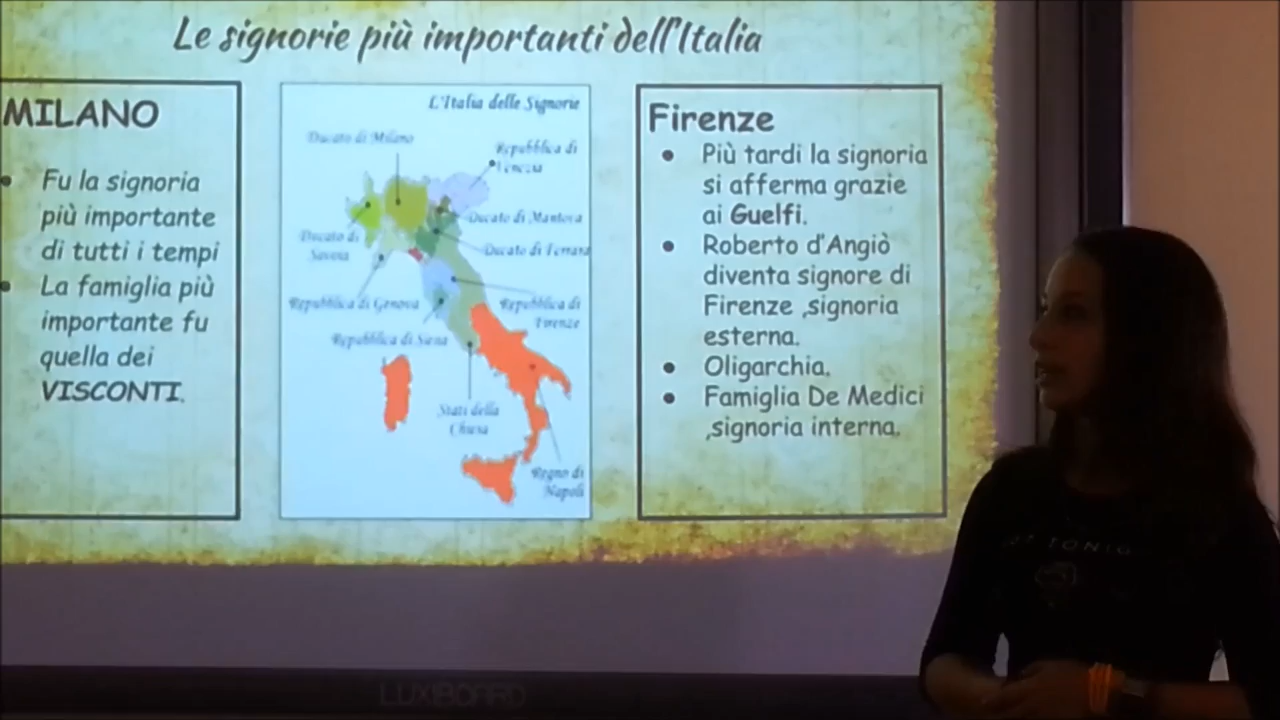 Le signorie più importanti dell'Italia
MILANO
Fu la signoria
più importante
di tutti i tempi
La famiglia più
importante fu
quella dei
VISCONTI.
L'Italia delle Signorie
Ducato di Milano
Repubblica di
Venezia
Ducato di Mantova
Ducato di Ferrara
Ducato di
Savoia
Repubblica di Genova
Repubblica di
Firenze
Repubblica di Siena
Stati della
Chiesa
Regno di
Napoli
Firenze
Più tardi la signoria
si afferma grazie
ai Guelfi.
Roberto d'Angiò
diventa signore di
Firenze ,signoria
esterna.
Oligarchia.
Famiglia De Medici
,signoria interna.
LUXIBOARD